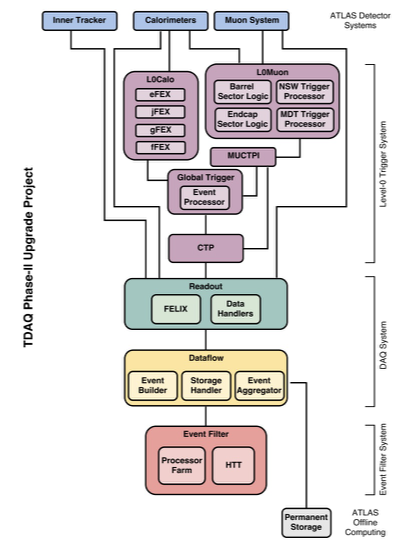 Inner Tracker
Calorimeters
Muon System
ATLAS Detector
Systems
L0Calo
eFEX
jFEX
gFEX
fFEX
L0Muon
Barrel
Sector Logic
NSW Trigger
Processor
Endcap
Sector Logic
MDT Trigger
Processor
MUCTPI
Global Trigger
Event
Processor
CTP
Level-0 Trigger System
TDAQ Phase-II Upgrade Project
Readout
FELIX
Data
Handlers
DAQ System
Dataflow
Event
Builder
Storage
Handler
Event
Aggregator
Event Filter
Processor
Farm
HTT
Event Filter System
Permanent
Storage
ATLAS
Offline
Computing